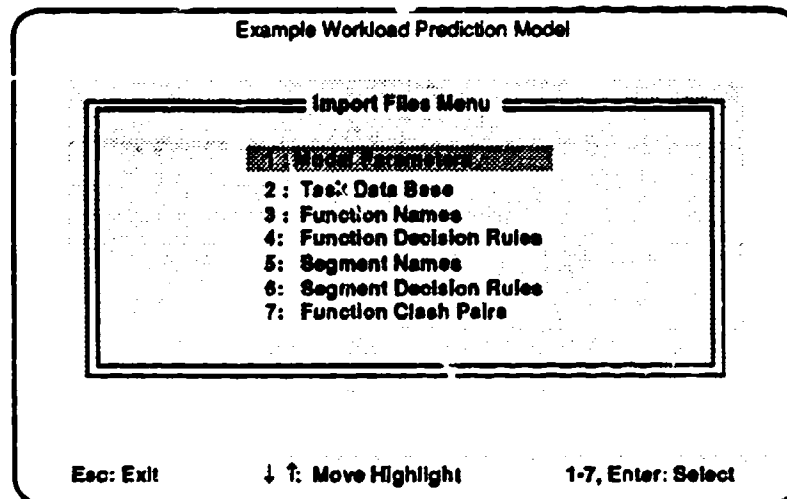 Example Workload Prediction Model
Import Files Menu
1 : Model Parameters
2 : Task Data Base
3 : Function Names
4: Function Decision Rules
5: Segment Names
6: Segment Decision Rules
7: Function Clash Pairs
Esc: Exit ↓ ↑: Move Highlight 1-7, Enter: Select